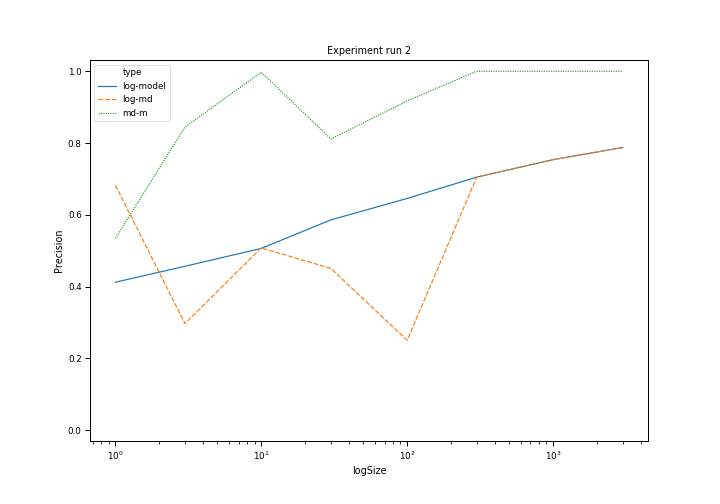 Experiment run 2
type
log-model
log-md
md-m
Precision
1.0
0.8
0.6
0.4
0.2
0.0
10⁰
10¹
10²
10³
logSize